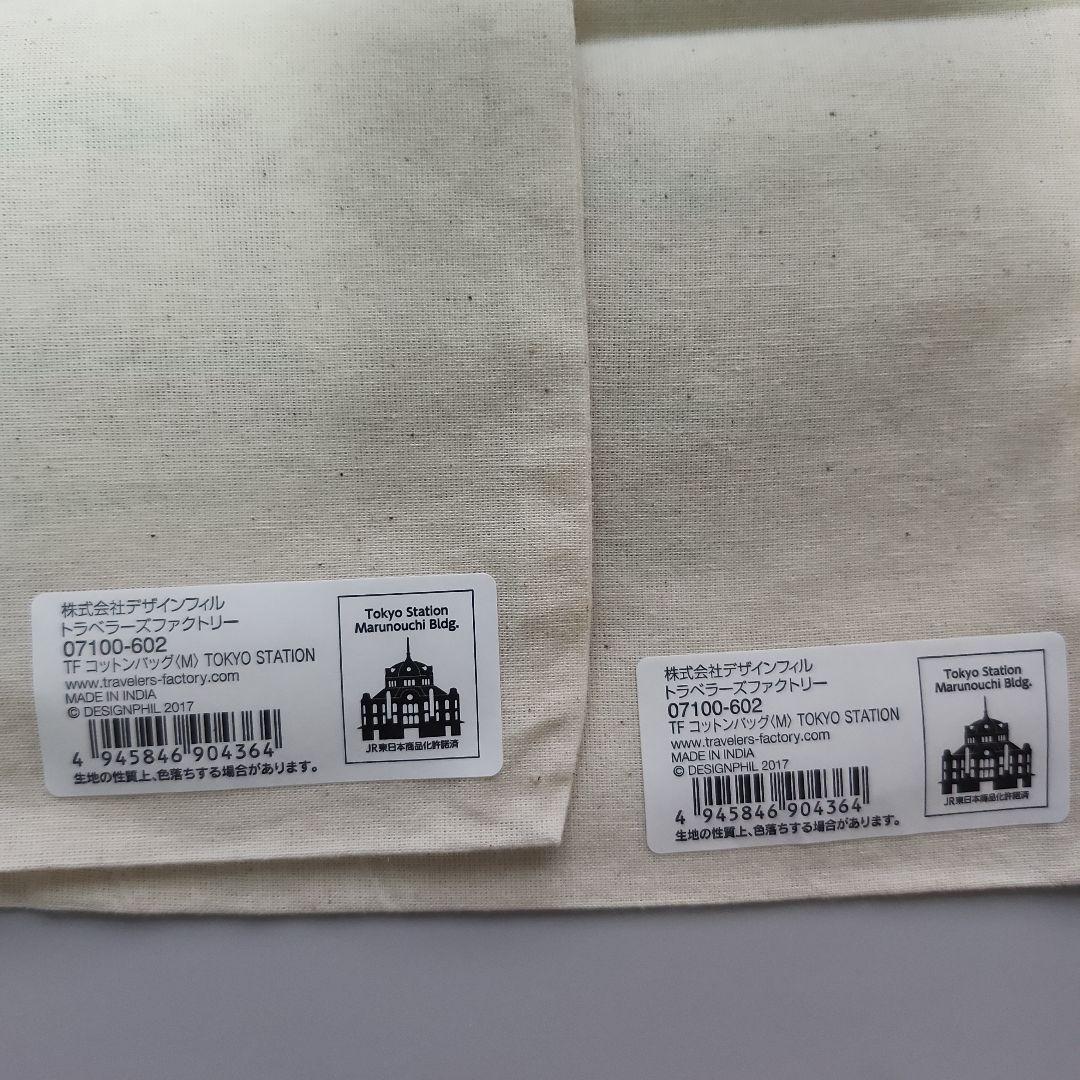 株式会社デザインフィル
トラベラーズファクトリー
07100-602
TF コットンバッグ〈M〉 TOKYO STATION
www.travelers-factory.com
MADE IN INDIA
© DESIGNPHIL 2017
4 945846 904364
生地の性質上、色落ちする場合があります。
Tokyo Station
Marunouchi Bldg.
JR東日本商品化許諾済
株式会社デザインフィル
トラベラーズファクトリー
07100-602
TF コットンバッグ〈M〉 TOKYO STATION
www.travelers-factory.com
MADE IN INDIA
© DESIGNPHIL 2017
4 945846 904364
生地の性質上、色落ちする場合があります。
Tokyo Station
Marunouchi Bldg.
JR東日本商品化許諾済